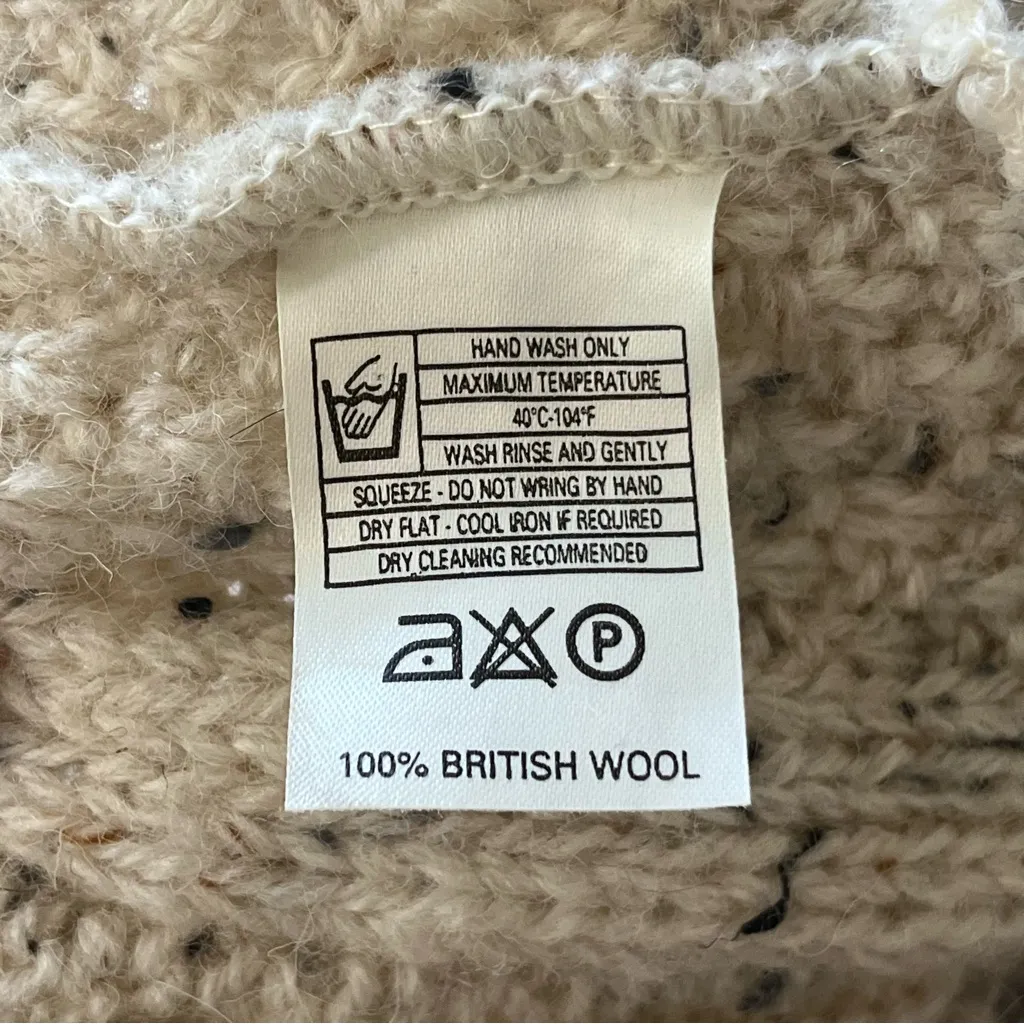 HAND WASH ONLY
MAXIMUM TEMPERATURE
40°C-104°F
WASH RINSE AND GENTLY
SQUEEZE - DO NOT WRING BY HAND
DRY FLAT - COOL IRON IF REQUIRED
DRY CLEANING RECOMMENDED
P
100% BRITISH WOOL